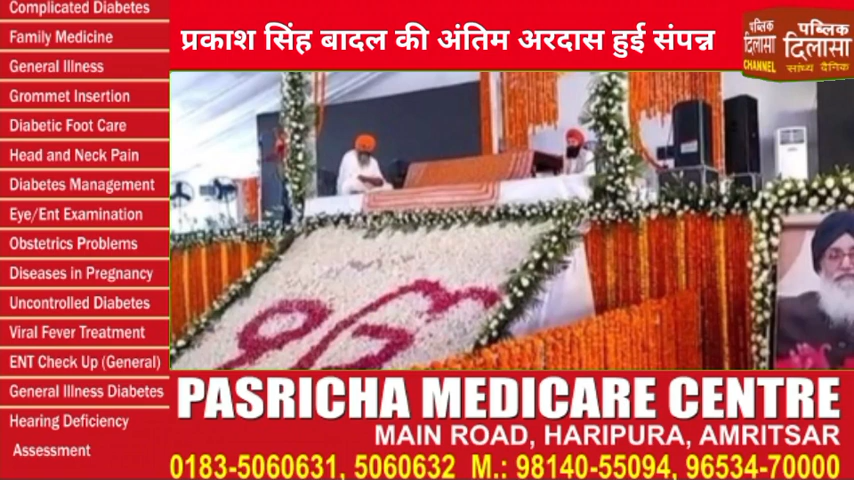 Complicated Diabetes
Family Medicine
General Illness
Grommet Insertion
Diabetic Foot Care
Head and Neck Pain
Diabetes Management
Eye/Ent Examination
Obstetrics Problems
Diseases in Pregnancy
Uncontrolled Diabetes
Viral Fever Treatment
ENT Check Up (General)
General Illness Diabetes
Hearing Deficiency
Assessment
प्रकाश सिंह बादल की अंतिम अरदास हुई संपन्न
पब्लिक
दिलासा
CHANNEL
पब्लिक
दिलासा
सांध्य दैनिक
ੴ
PASRICHA MEDICARE CENTRE
MAIN ROAD, HARIPURA, AMRITSAR
0183-5060631, 5060632 M.: 98140-55094, 96534-70000